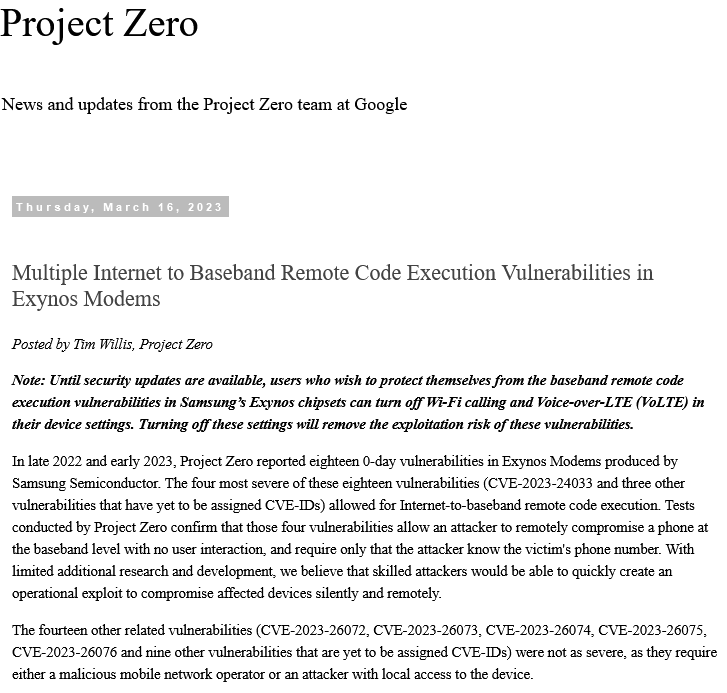 Project Zero
News and updates from the Project Zero team at Google
Thursday, March 16, 2023
Multiple Internet to Baseband Remote Code Execution Vulnerabilities in
Exynos Modems
Posted by Tim Willis, Project Zero
Note: Until security updates are available, users who wish to protect themselves from the baseband remote code
execution vulnerabilities in Samsung’s Exynos chipsets can turn off Wi-Fi calling and Voice-over-LTE (VoLTE) in
their device settings. Turning off these settings will remove the exploitation risk of these vulnerabilities.
In late 2022 and early 2023, Project Zero reported eighteen 0-day vulnerabilities in Exynos Modems produced by
Samsung Semiconductor. The four most severe of these eighteen vulnerabilities (CVE-2023-24033 and three other
vulnerabilities that have yet to be assigned CVE-IDs) allowed for Internet-to-baseband remote code execution. Tests
conducted by Project Zero confirm that those four vulnerabilities allow an attacker to remotely compromise a phone at
the baseband level with no user interaction, and require only that the attacker know the victim's phone number. With
limited additional research and development, we believe that skilled attackers would be able to quickly create an
operational exploit to compromise affected devices silently and remotely.
The fourteen other related vulnerabilities (CVE-2023-26072, CVE-2023-26073, CVE-2023-26074, CVE-2023-26075,
CVE-2023-26076 and nine other vulnerabilities that are yet to be assigned CVE-IDs) were not as severe, as they require
either a malicious mobile network operator or an attacker with local access to the device.